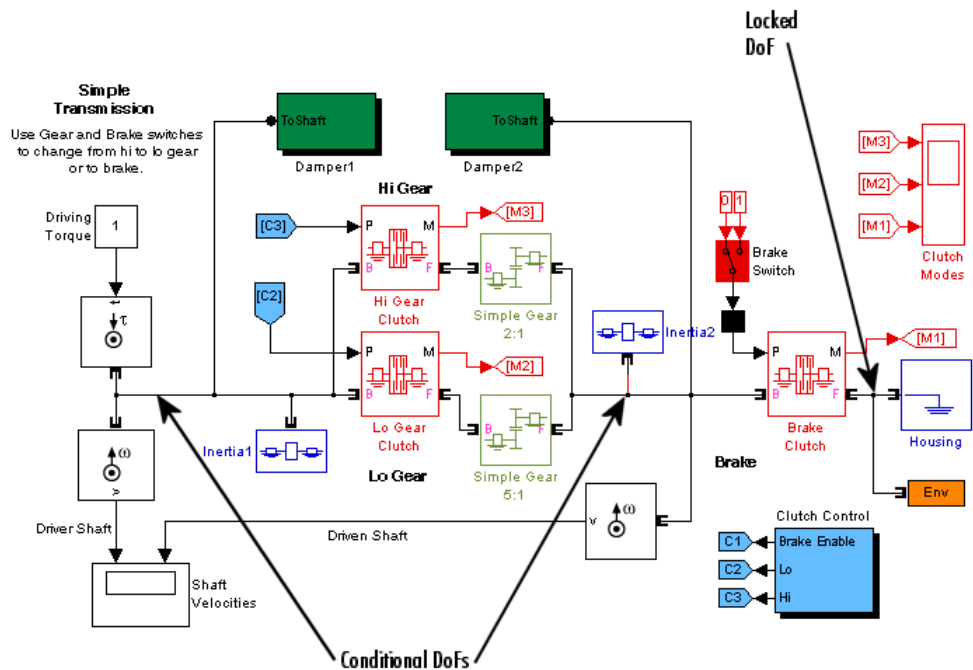 Locked
DoF
Simple
Transmission
Use Gear and Brake switches
to change from hi to lo gear
or to brake.
ToShaft
Damper1
ToShaft
Damper2
[M3]
[M2]
[M1]
Clutch
Modes
Hi Gear
Driving
Torque
1
[C3]
P
M
B
F
[M3]
Hi Gear
Clutch
B
F
Simple Gear
2:1
0
1
Brake
Switch
t
τ
[C2]
P
M
B
F
[M2]
Lo Gear
Clutch
Lo Gear
B
F
Simple Gear
5:1
Inertia1
Inertia2
P
M
B
F
[M1]
Brake
Clutch
Brake
Housing
Env
ω
v
Driver Shaft
Driven Shaft
v
ω
Shaft
Velocities
Clutch Control
C1
Brake Enable
C2
Lo
C3
Hi
Conditional DoFs